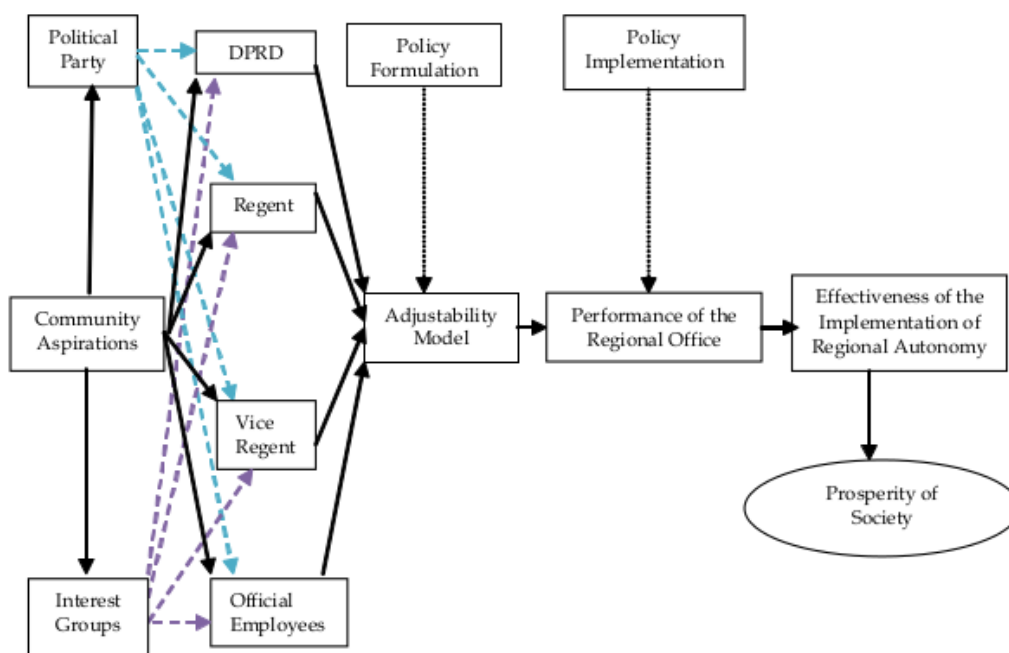 Political
Party
DPRD
Policy
Formulation
Policy
Implementation
Regent
Community
Aspirations
Adjustability
Model
Performance of the
Regional Office
Effectiveness of the
Implementation of
Regional Autonomy
Vice
Regent
Prosperity of
Society
Interest
Groups
Official
Employees